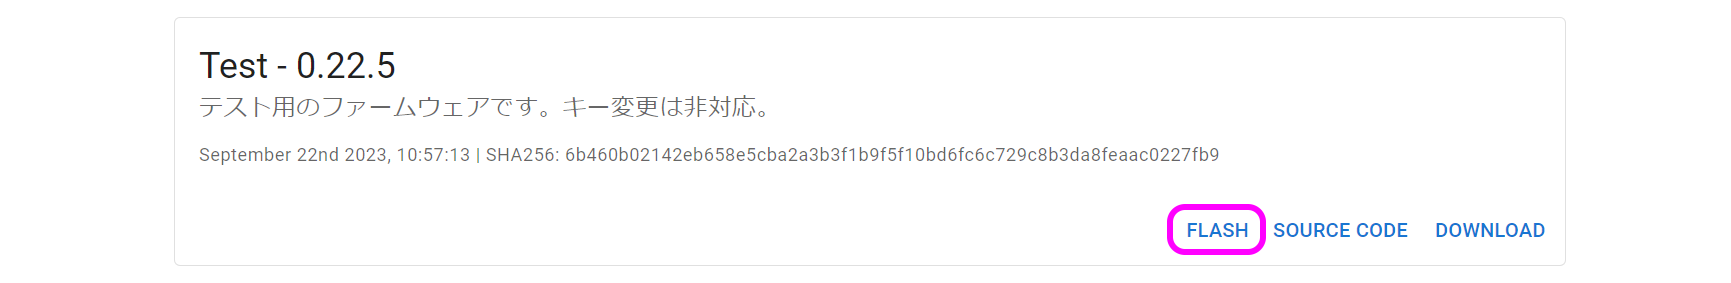 Test - 0.22.5
テスト用のファームウェアです。キー変更は非対応。
September 22nd 2023, 10:57:13 | SHA256: 6b460b02142eb658e5cba2a3b3f1b9f5f10bd6fc6c729c8b3da8feaac0227fb9
FLASH SOURCE CODE DOWNLOAD